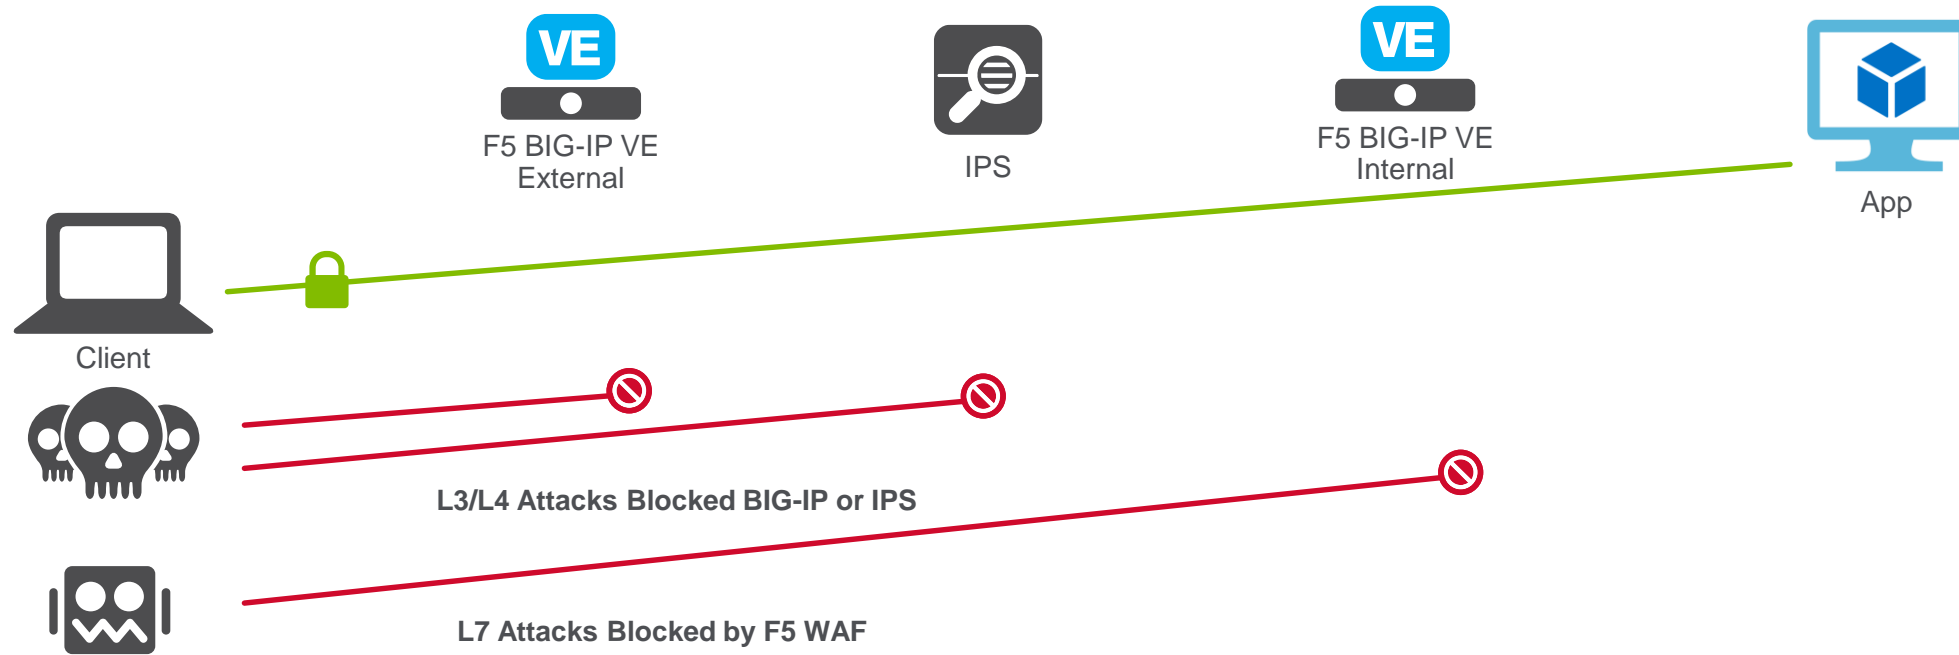 VE
F5 BIG-IP VE
External
IPS
VE
F5 BIG-IP VE
Internal
App
Client
L3/L4 Attacks Blocked BIG-IP or IPS
L7 Attacks Blocked by F5 WAF